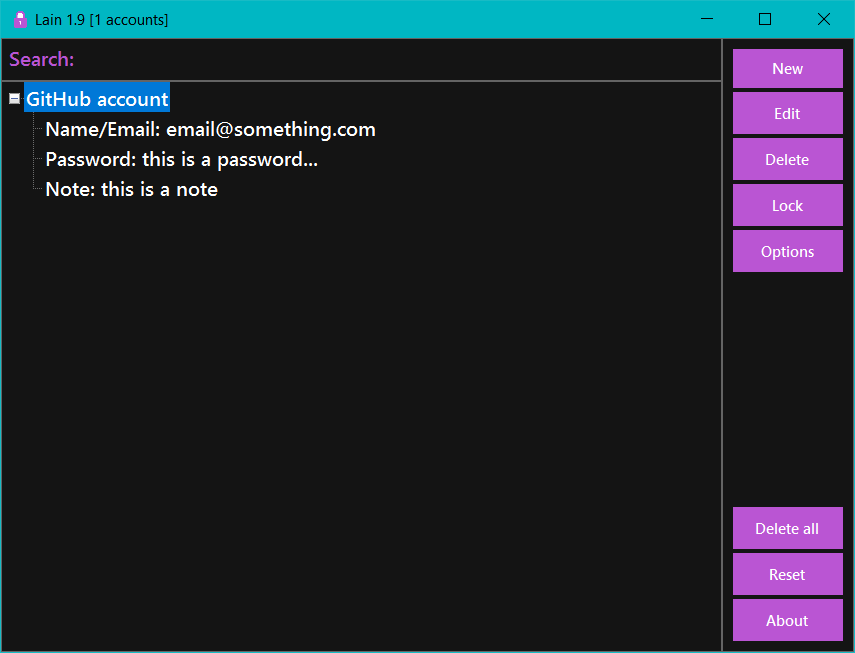 Lain 1.9 [1 accounts]
Search:
GitHub account
Name/Email: email@something.com
Password: this is a password...
Note: this is a note
New
Edit
Delete
Lock
Options
Delete all
Reset
About